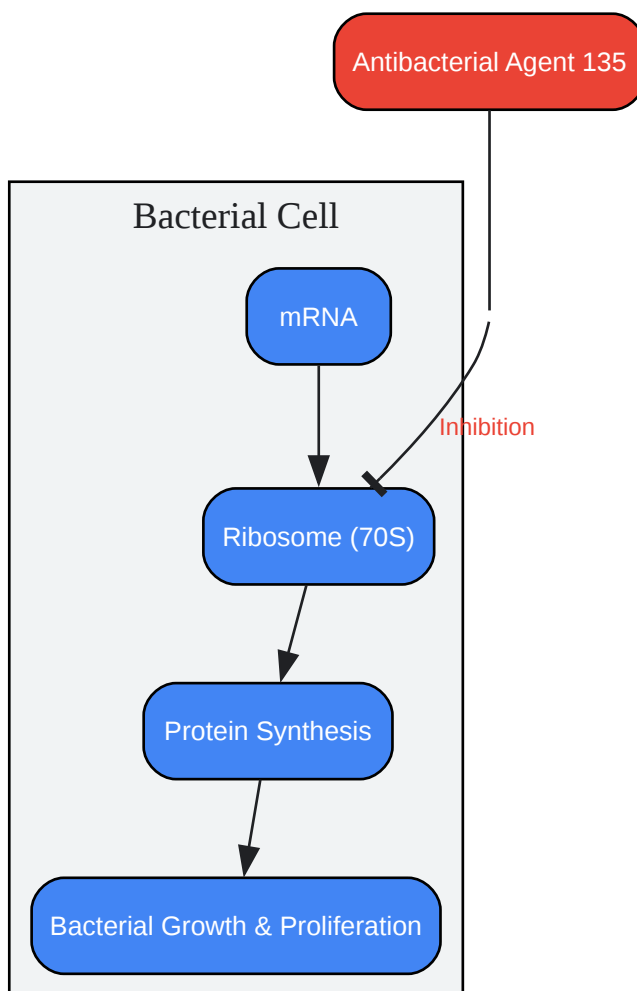 Antibacterial Agent 135
Bacterial Cell
mRNA
Inhibition
Ribosome (70S)
Protein Synthesis
Bacterial Growth & Proliferation